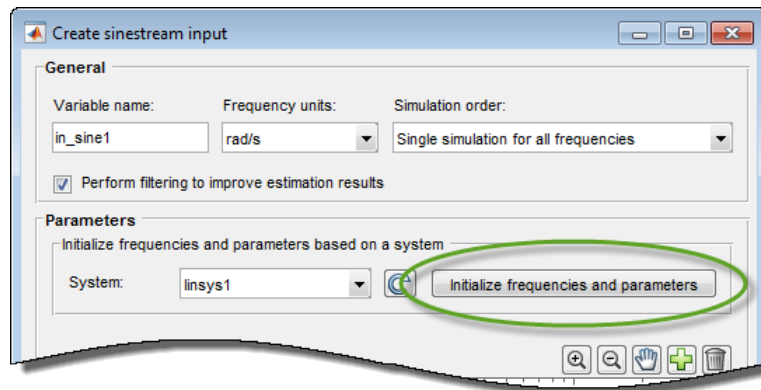 Create sinestream input
General
Variable name: Frequency units: Simulation order:
in_sine1 rad/s Single simulation for all frequencies
Perform filtering to improve estimation results
Parameters
Initialize frequencies and parameters based on a system
System: linsys1 Initialize frequencies and parameters